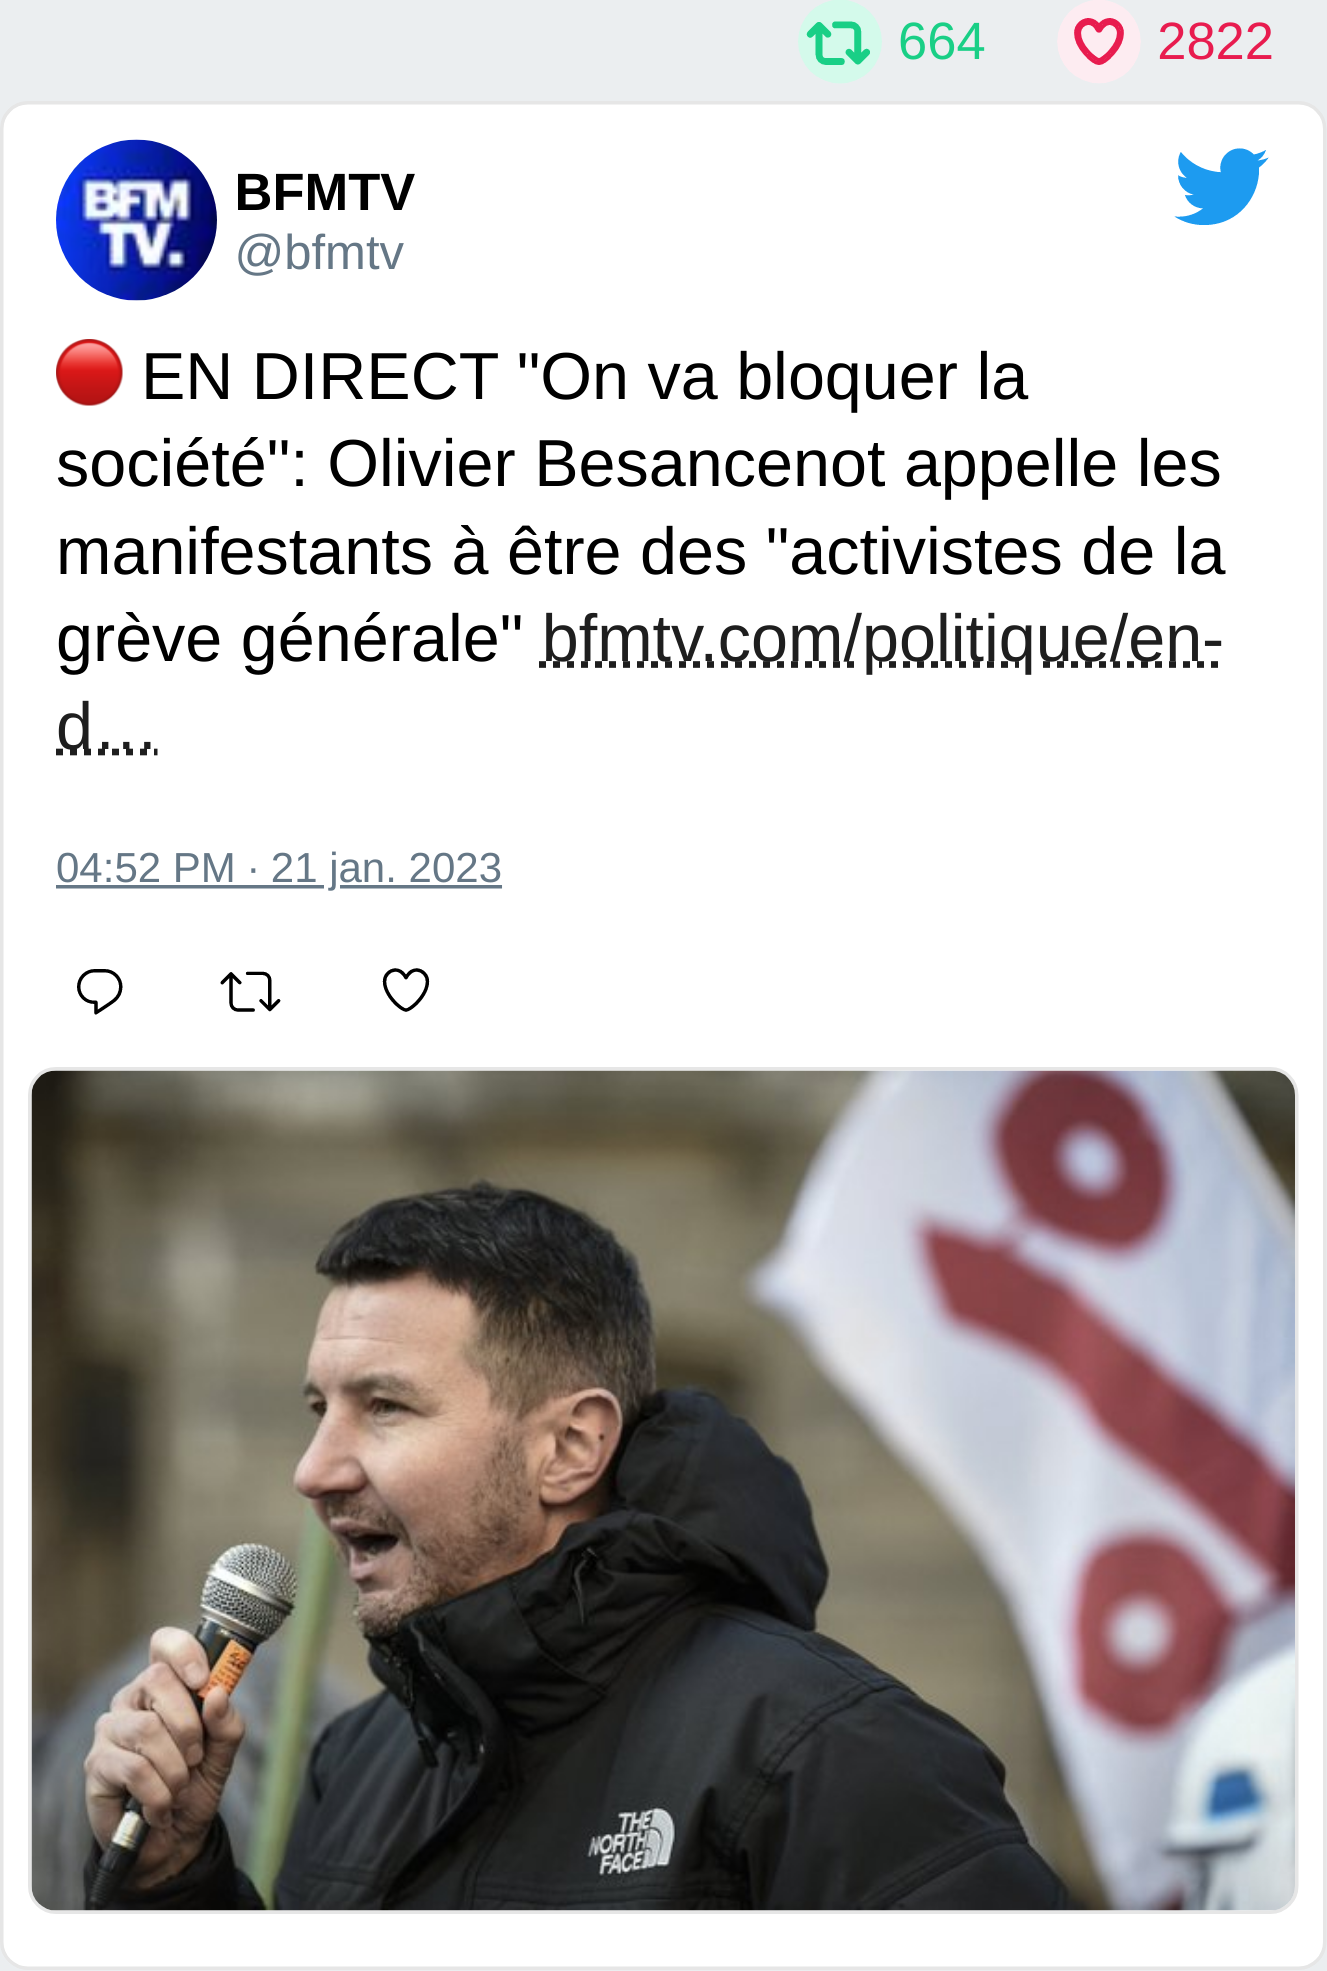 664 2822
BFM
TV.
BFMTV
@bfmtv
🔴 EN DIRECT "On va bloquer la
société": Olivier Besancenot appelle les
manifestants à être des "activistes de la
grève générale" bfmtv.com/politique/en-
d…
04:52 PM · 21 jan. 2023
THE
NORTH
FACE